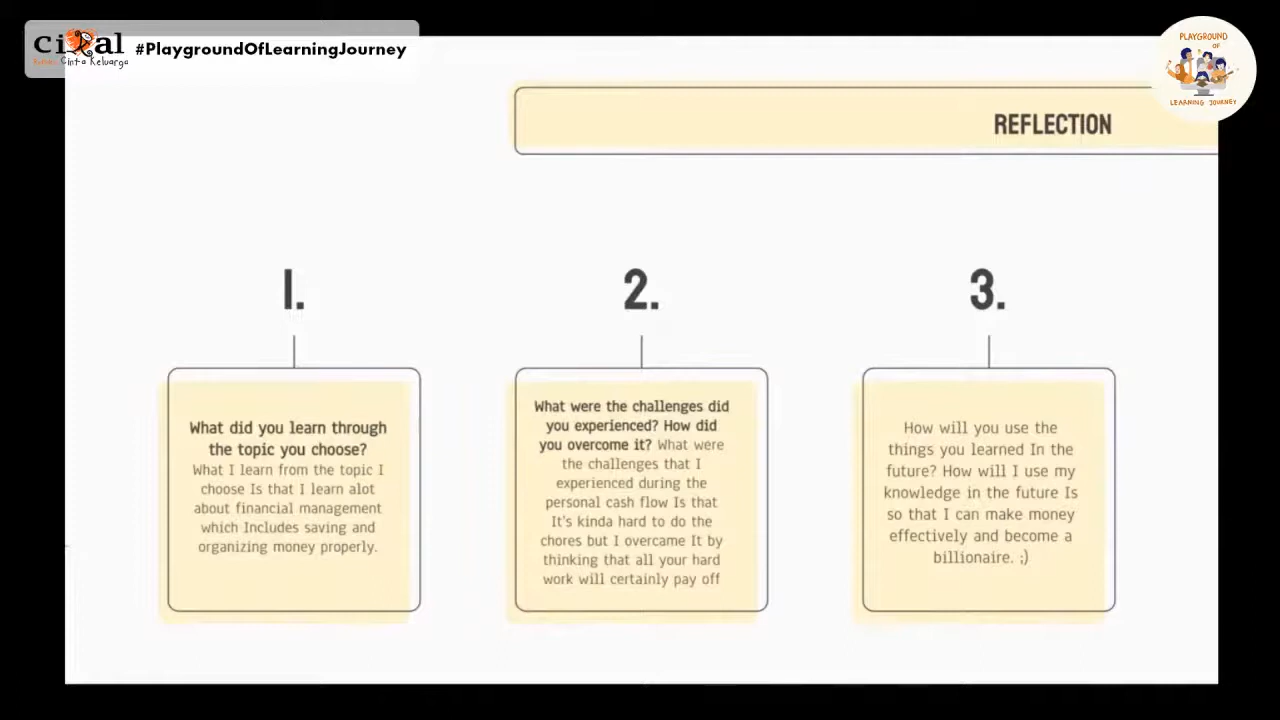 cikal #PlaygroundOfLearningJourney
Rumah Cinta Keluarga
PLAYGROUND
OF
LEARNING JOURNEY
REFLECTION
1.
2.
3.
What did you learn through
the topic you choose?
What I learn from the topic I
choose Is that I learn alot
about financial management
which Includes saving and
organizing money properly.
What were the challenges did
you experienced? How did
you overcome it? What were
the challenges that I
experienced during the
personal cash flow Is that
It's kinda hard to do the
chores but I overcame It by
thinking that all your hard
work will certainly pay off
How will you use the
things you learned In the
future? How will I use my
knowledge in the future Is
so that I can make money
effectively and become a
billionaire. ;)